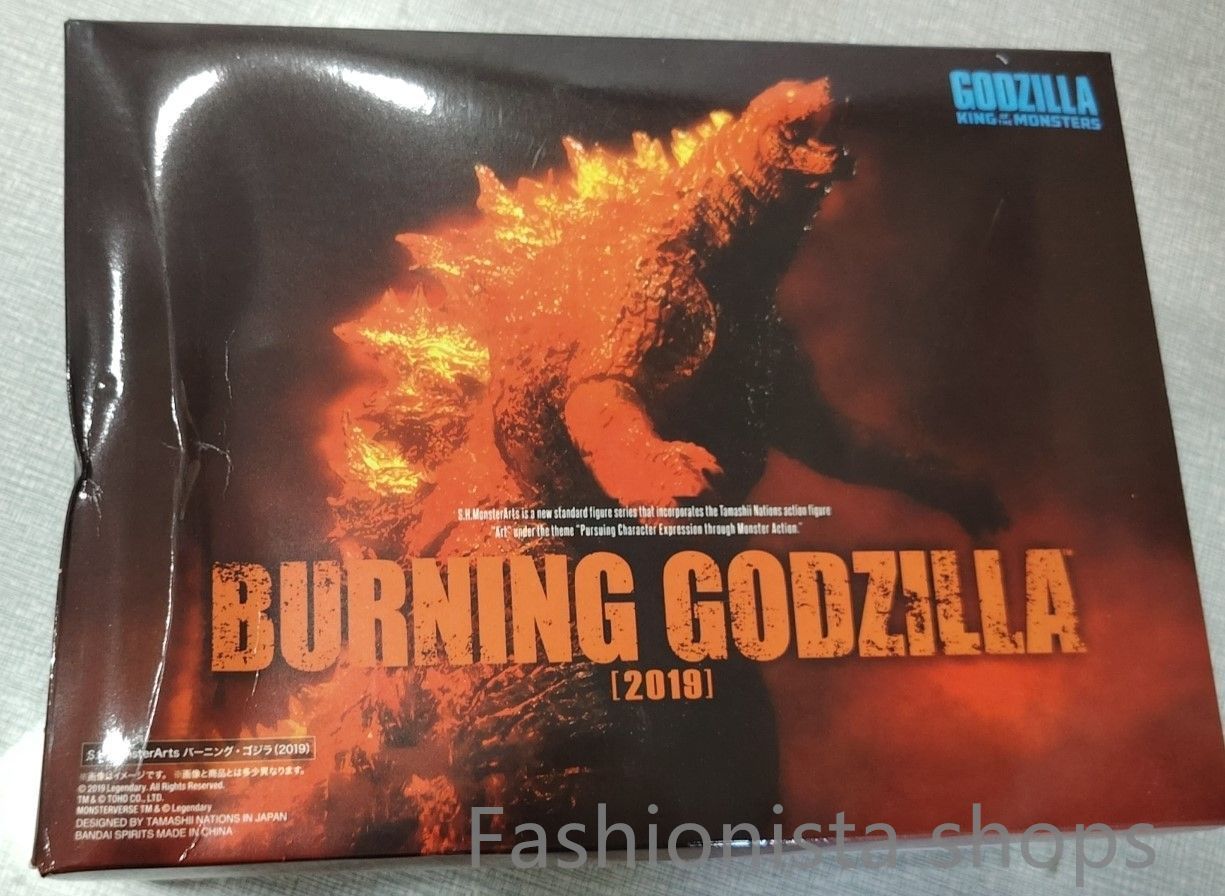 GODZILLA
KING OF THE MONSTERS
S.H.MonsterArts is a new standard figure series that incorporates the Tamashii Nations action figure
"Art" under the theme "Pursuing Character Expression through Monster Action."
BURNING GODZILLA
[2019]
S.H.MonsterArts バーニング・ゴジラ(2019)
※画像はイメージです。 ※画像と商品とは多少異なります。
© 2019 Legendary. All Rights Reserved.
TM & © TOHO CO., LTD.
MONSTERVERSE TM & © Legendary
DESIGNED BY TAMASHII NATIONS IN JAPAN
BANDAI SPIRITS MADE IN CHINA
Fashionista shops